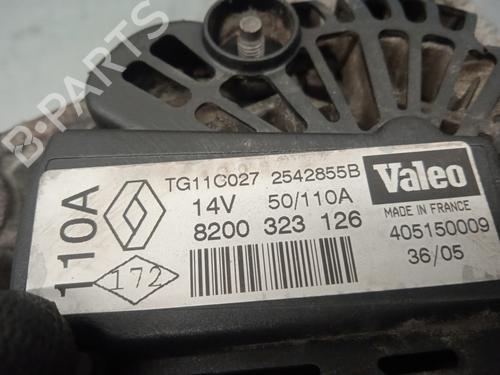 B-PARTS
110A
172
TG11C027 2542855B
14V 50/110A
8200 323 126
Valeo
MADE IN FRANCE
405150009
36/05